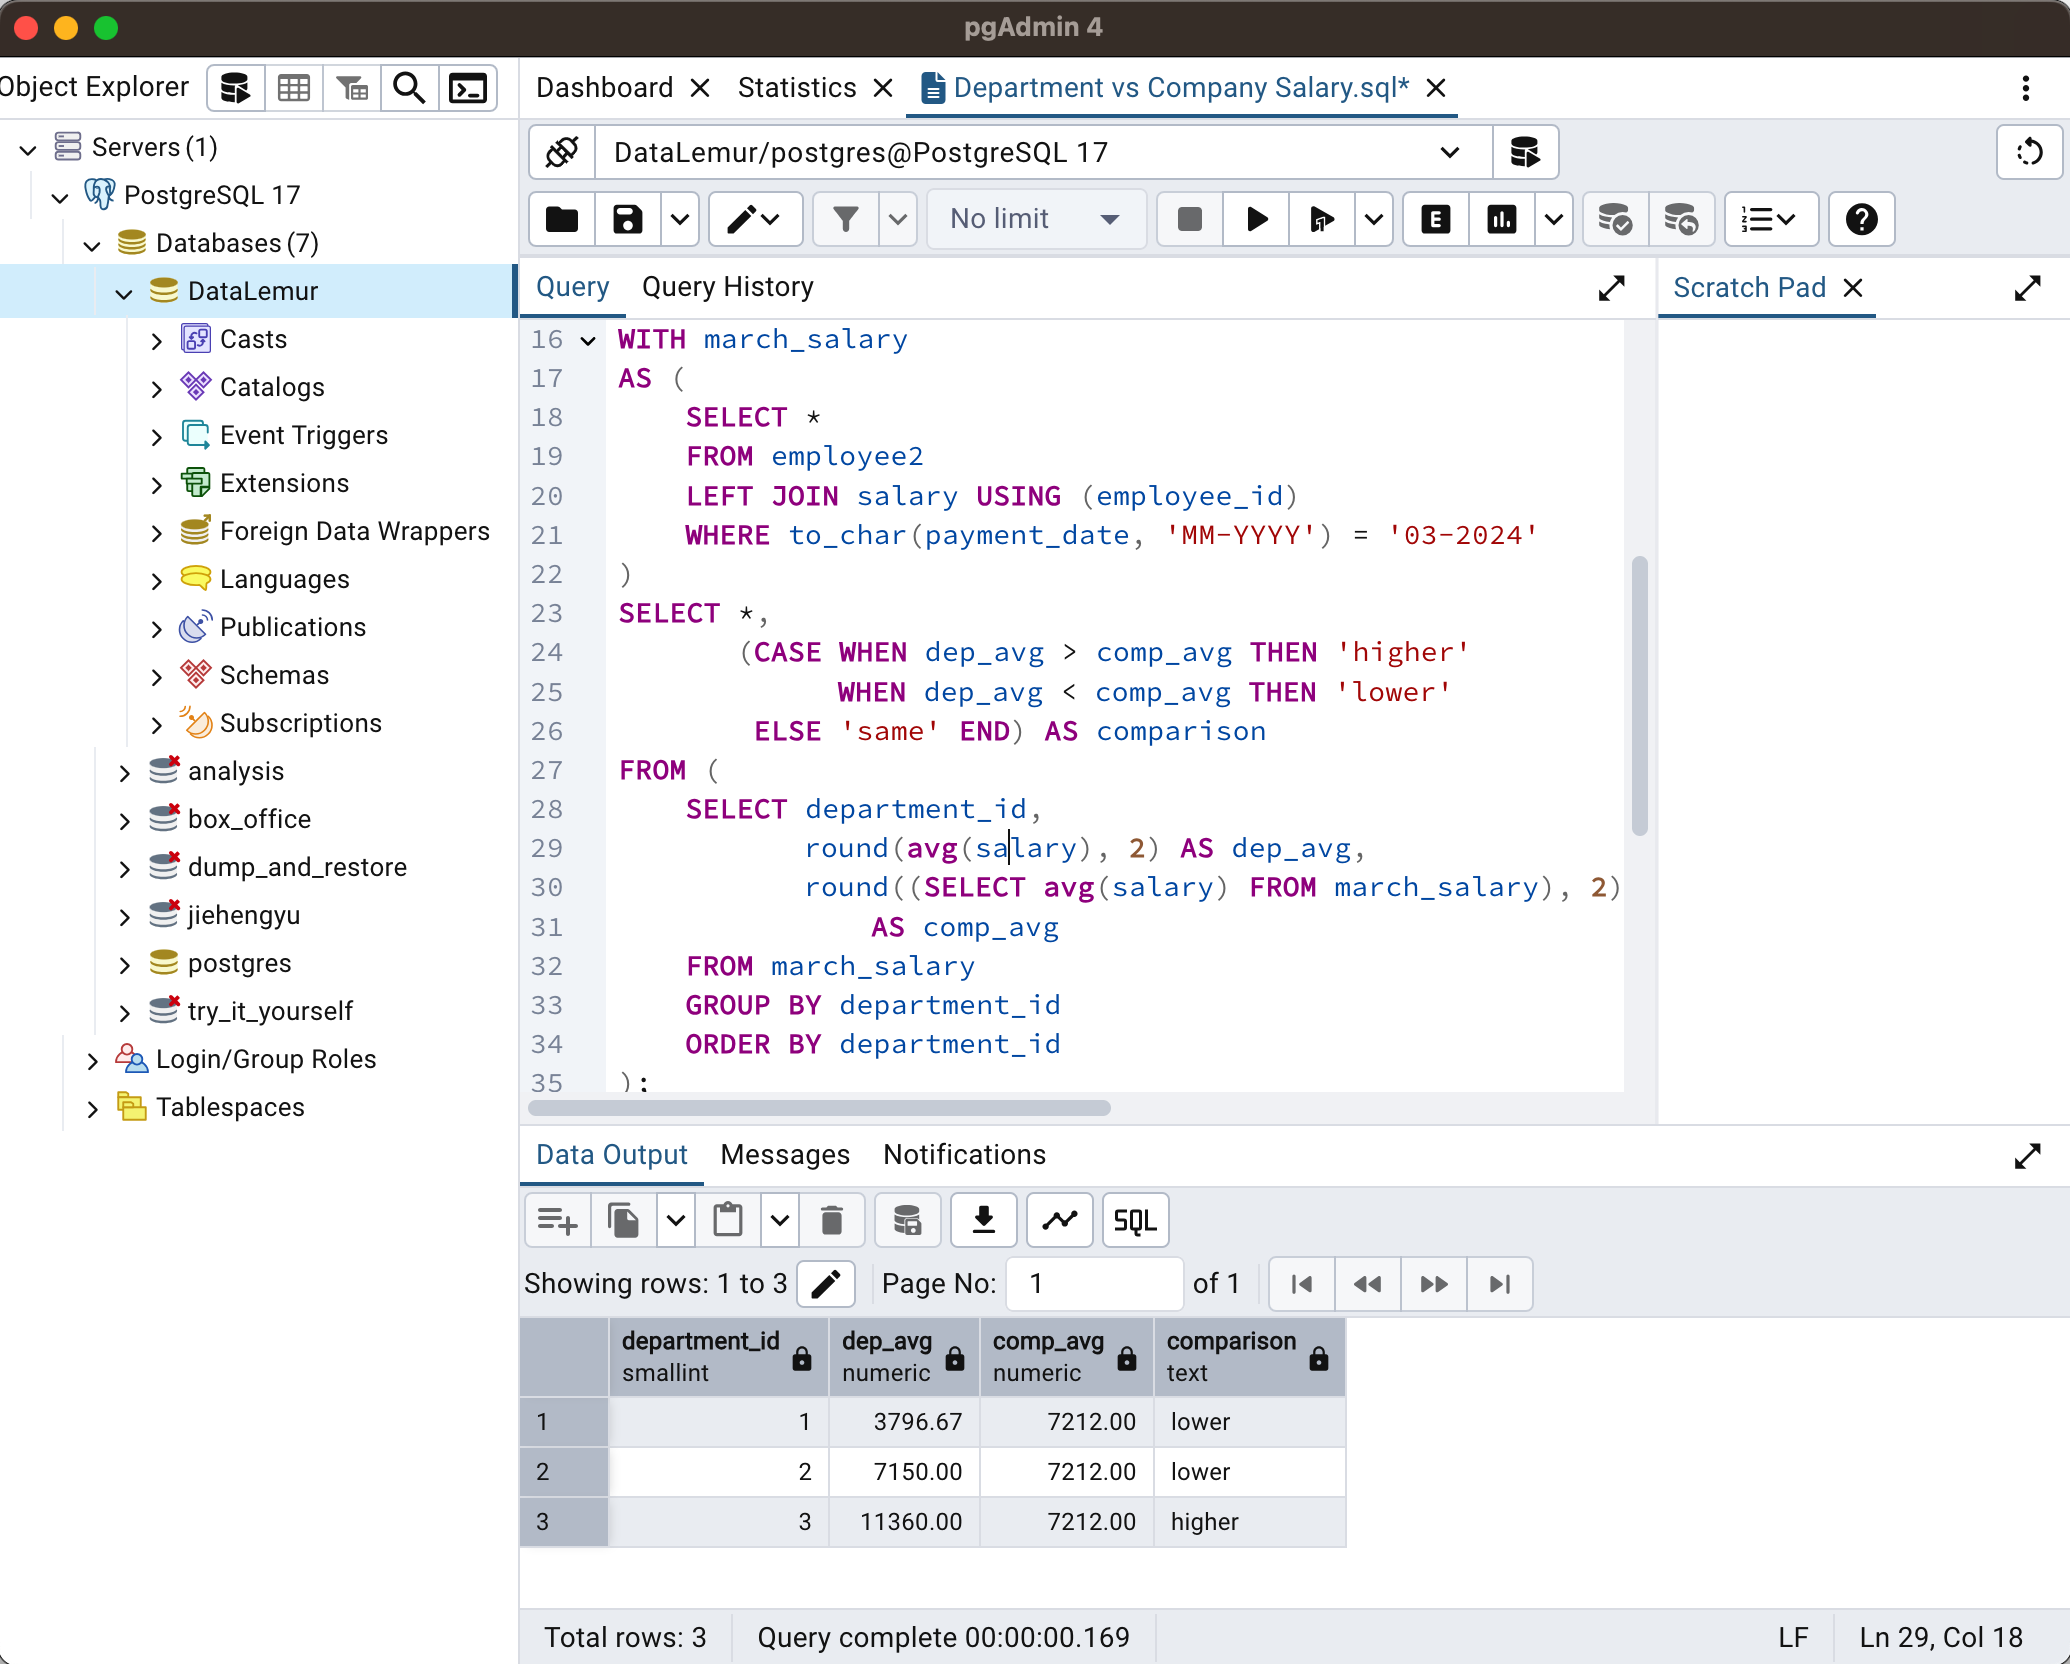 pgAdmin 4
Object Explorer
Servers (1)
PostgreSQL 17
Databases (7)
DataLemur
Casts
Catalogs
Event Triggers
Extensions
Foreign Data Wrappers
Languages
Publications
Schemas
Subscriptions
analysis
box_office
dump_and_restore
jiehengyu
postgres
try_it_yourself
Login/Group Roles
Tablespaces
Dashboard
Statistics
Department vs Company Salary.sql*
DataLemur/postgres@PostgreSQL 17
No limit
E
Query
Query History
Scratch Pad
16 WITH march_salary
17 AS (
18 SELECT *
19 FROM employee2
20 LEFT JOIN salary USING (employee_id)
21 WHERE to_char(payment_date, 'MM-YYYY') = '03-2024'
22 )
23 SELECT *,
24 (CASE WHEN dep_avg > comp_avg THEN 'higher'
25 WHEN dep_avg < comp_avg THEN 'lower'
26 ELSE 'same' END) AS comparison
27 FROM (
28 SELECT department_id,
29 round(avg(salary), 2) AS dep_avg,
30 round((SELECT avg(salary) FROM march_salary), 2)
31 AS comp_avg
32 FROM march_salary
33 GROUP BY department_id
34 ORDER BY department_id
35 );
Data Output
Messages
Notifications
SQL
Showing rows: 1 to 3
Page No: 1 of 1
department_id dep_avg comp_avg comparison
smallint numeric numeric text
1 1 3796.67 7212.00 lower
2 2 7150.00 7212.00 lower
3 3 11360.00 7212.00 higher
Total rows: 3
Query complete 00:00:00.169
LF
Ln 29, Col 18